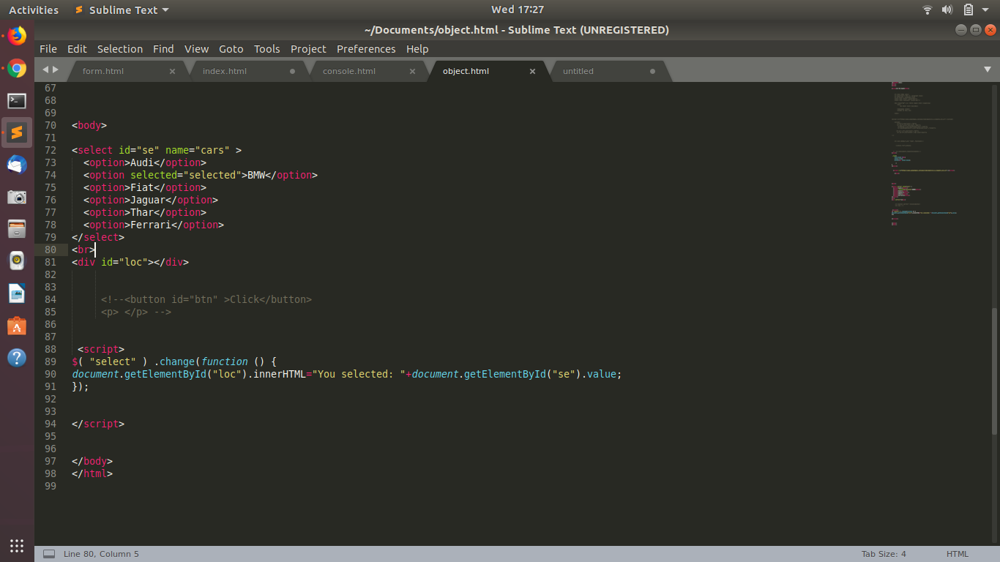 Activities Sublime Text Wed 17:27
~/Documents/object.html - Sublime Text (UNREGISTERED)
File Edit Selection Find View Goto Tools Project Preferences Help
form.html index.html console.html object.html untitled
67
68
69
70 <body>
71
72 <select id="se" name="cars" >
73 <option>Audi</option>
74 <option selected="selected">BMW</option>
75 <option>Fiat</option>
76 <option>Jaguar</option>
77 <option>Thar</option>
78 <option>Ferrari</option>
79 </select>
80 <br>
81 <div id="loc"></div>
82
83
84 <!--<button id="btn" >Click</button>
85 <p> </p> -->
86
87
88 <script>
89 $( "select" ) .change(function () {
90 document.getElementById("loc").innerHTML="You selected: "+document.getElementById("se").value;
91 });
92
93
94 </script>
95
96
97 </body>
98 </html>
99
Line 80, Column 5 Tab Size: 4 HTML